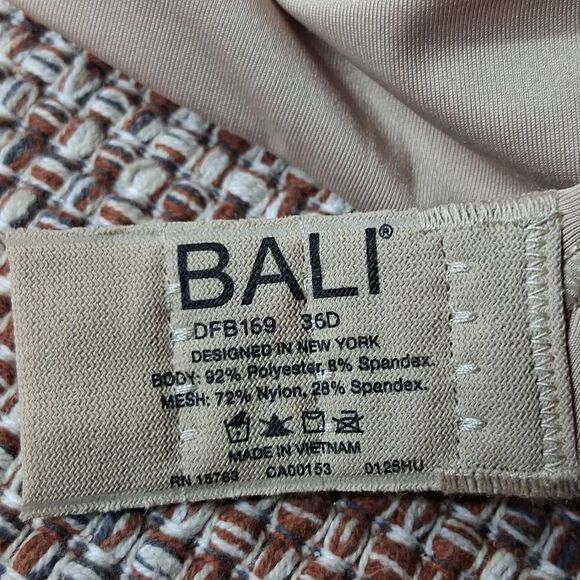 BALI®
DFB169 36D
DESIGNED IN NEW YORK
BODY: 92% Polyester, 8% Spandex.
MESH: 72% Nylon, 28% Spandex.
MADE IN VIETNAM
RN 15763 CA00153 0125HU